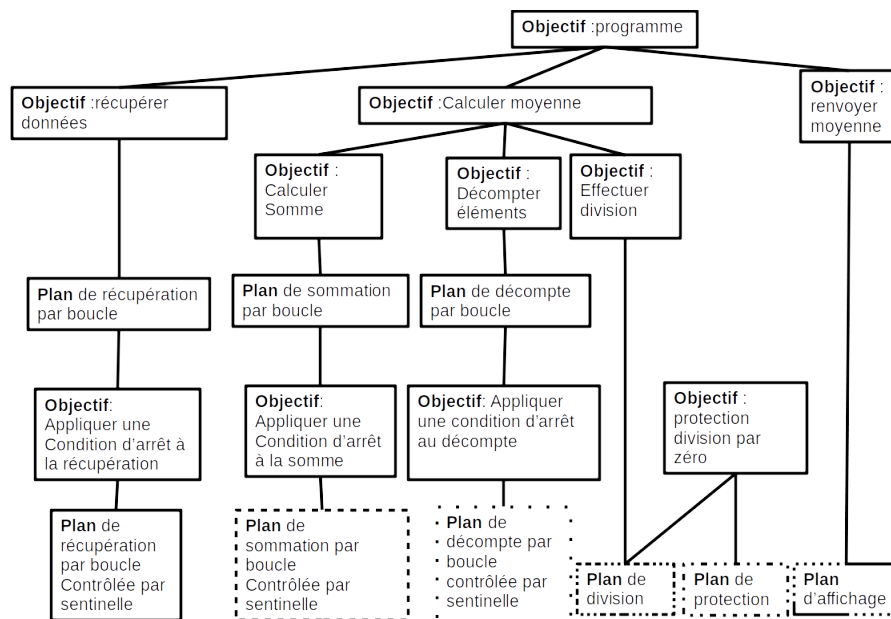 Objectif :programme
Objectif :récupérer
données
Objectif :Calculer moyenne
Objectif :
renvoyer
moyenne
Objectif :
Calculer
Somme
Objectif :
Décompter
éléments
Objectif :
Effectuer
division
Plan de récupération
par boucle
Plan de sommation
par boucle
Plan de décompte
par boucle
Objectif:
Appliquer une
Condition d'arrêt à
la récupération
Objectif:
Appliquer une
Condition d'arrêt
à la somme
Objectif: Appliquer
une condition d'arrêt
au décompte
Objectif :
protection
division par
zéro
Plan de
récupération
par boucle
Contrôlée par
sentinelle
Plan de
sommation par
boucle
Contrôlée par
sentinelle
Plan de
décompte par
boucle
contrôlée par
sentinelle
Plan de
division
Plan de
protection
Plan
d'affichage